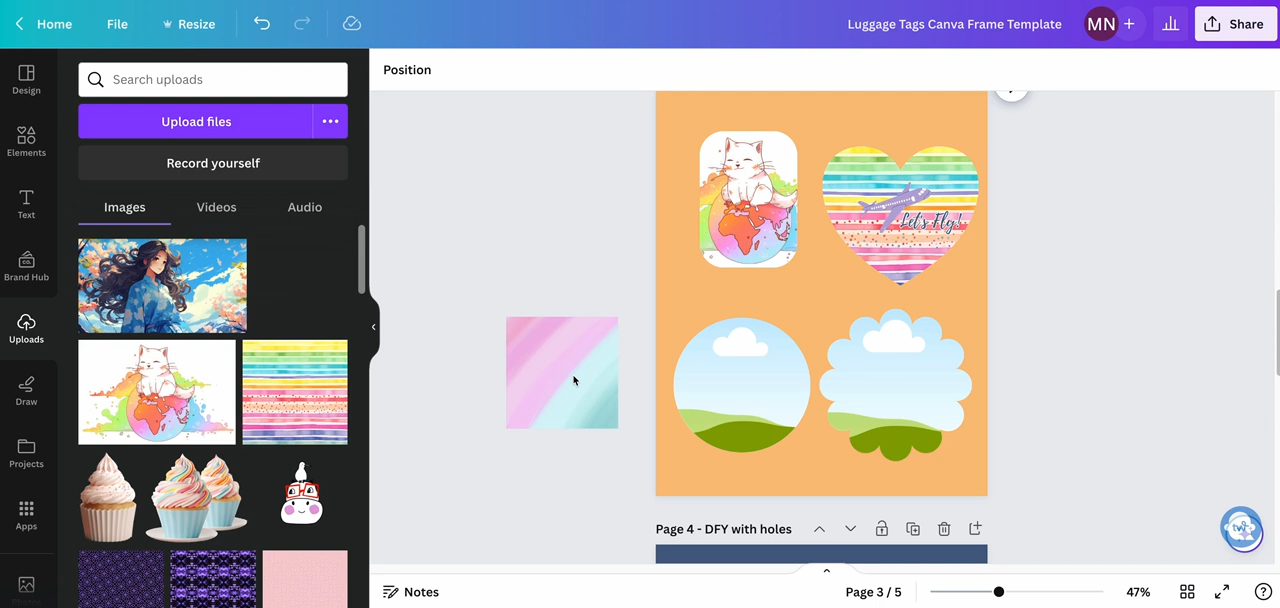 Home File Resize Luggage Tags Canva Frame Template MN + Share
Design
Elements
Text
Brand Hub
Uploads
Draw
Projects
Apps
Search uploads
Upload files
Record yourself
Images Videos Audio
Position
Let's Fly!
Page 4 - DFY with holes
Notes Page 3 / 5 47%